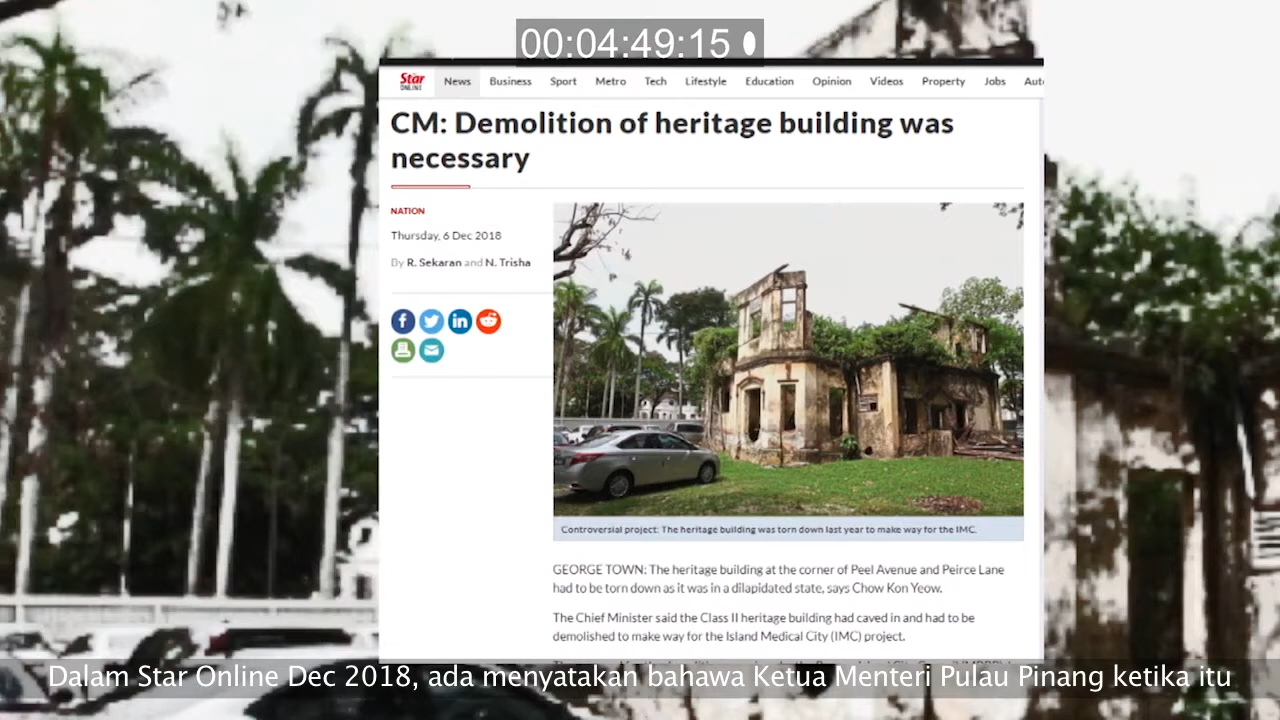 00:04:49:15
Star
ONLINE
News Business Sport Metro Tech Lifestyle Education Opinion Videos Property Jobs Aut
CM: Demolition of heritage building was
necessary
NATION
Thursday, 6 Dec 2018
By R. Sekaran and N. Trisha
Controversial project: The heritage building was torn down last year to make way for the IMC.
GEORGE TOWN: The heritage building at the corner of Peel Avenue and Peirce Lane
had to be torn down as it was in a dilapidated state, says Chow Kon Yeow.
The Chief Minister said the Class II heritage building had caved in and had to be
demolished to make way for the Island Medical City (IMC) project.
Dalam Star Online Dec 2018, ada menyatakan bahawa Ketua Menteri Pulau Pinang ketika itu